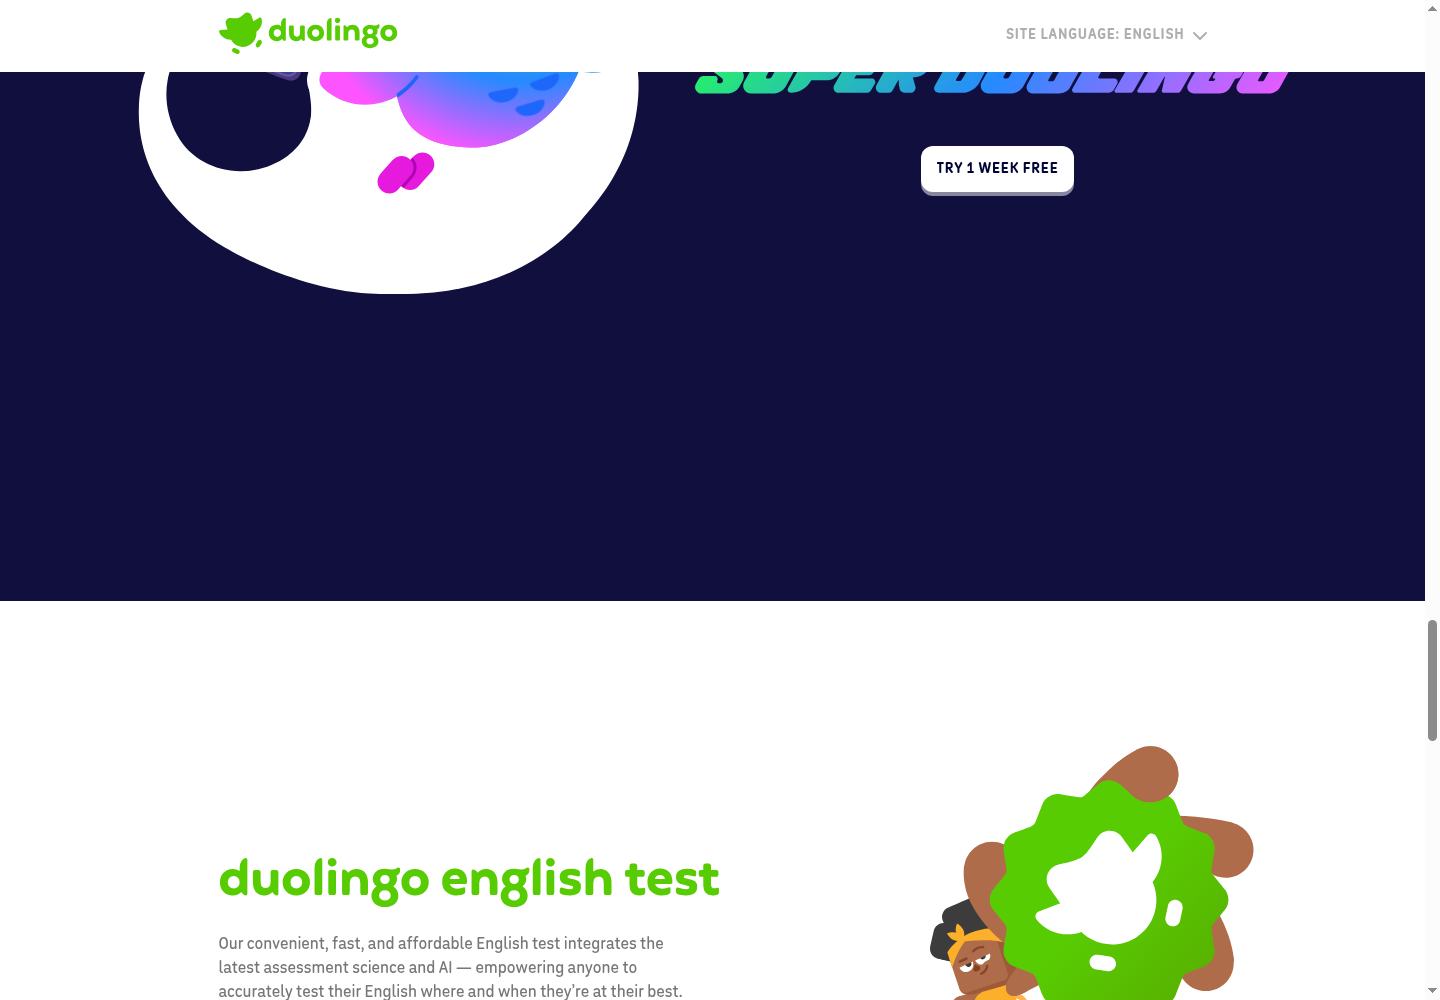 duolingo
SITE LANGUAGE: ENGLISH
SUPER DUOLINGO
TRY 1 WEEK FREE
duolingo english test
Our convenient, fast, and affordable English test integrates the
latest assessment science and AI — empowering anyone to
accurately test their English where and when they’re at their best.